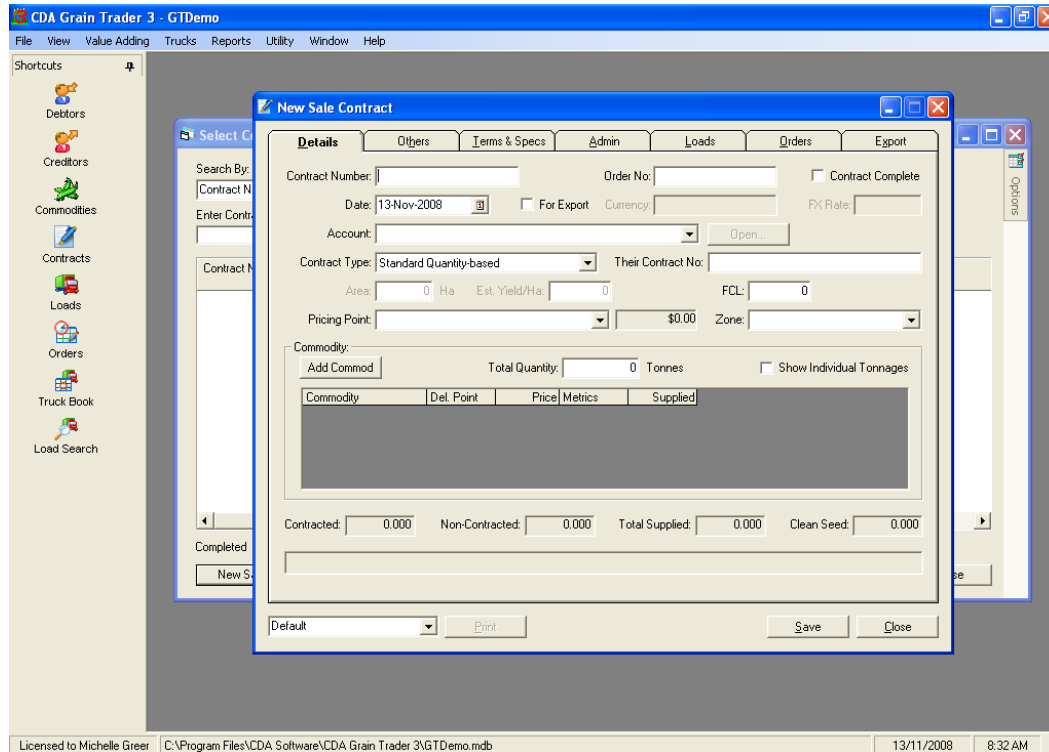 CDA Grain Trader 3 - GTDemo
File View Value Adding Trucks Reports Utility Window Help
Shortcuts
Debtors
Creditors
Commodities
Contracts
Loads
Orders
Truck Book
Load Search
Select C
Search By:
Contract N
Enter Contr
Contract N
Completed
New S
se
Options
New Sale Contract
Details Others Terms & Specs Admin Loads Orders Export
Contract Number: Order No: Contract Complete
Date: 13-Nov-2008 For Export Currency: FX Rate:
Account: Open...
Contract Type: Standard Quantity-based Their Contract No:
Area: 0 Ha Est. Yield/Ha: 0 FCL: 0
Pricing Point: $0.00 Zone:
Commodity:
Add Commod Total Quantity: 0 Tonnes Show Individual Tonnages
Commodity Del. Point Price Metrics Supplied
Contracted: 0.000 Non-Contracted: 0.000 Total Supplied: 0.000 Clean Seed: 0.000
Default Print Save Close
Licensed to Michelle Greer C:\Program Files\CDA Software\CDA Grain Trader 3\GTDemo.mdb 13/11/2008 8:32 AM